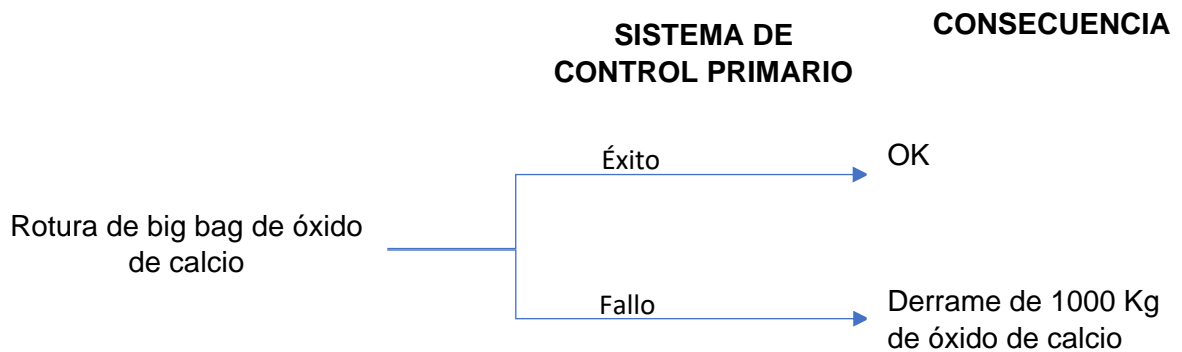 SISTEMA DE
CONTROL PRIMARIO
CONSECUENCIA
Éxito
OK
Rotura de big bag de óxido
de calcio
Fallo
Derrame de 1000 Kg
de óxido de calcio